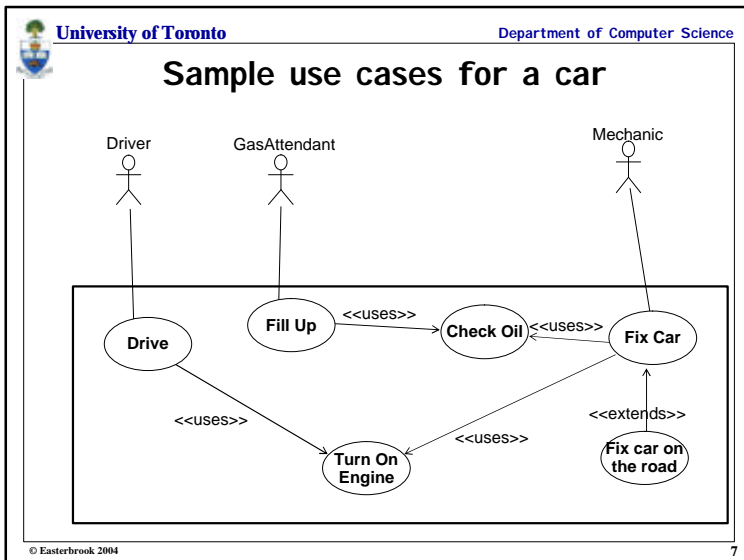 University of Toronto
Department of Computer Science
Sample use cases for a car
Driver
GasAttendant
Mechanic
<<uses>>
Fill Up
Check Oil
<<uses>>
Drive
Fix Car
<<uses>>
<<uses>>
<<extends>>
Turn On
Engine
Fix car on
the road
© Easterbrook 2004
7